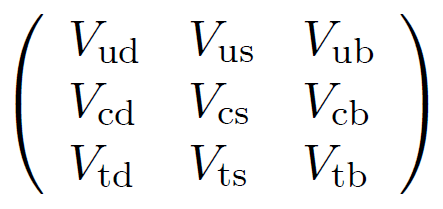 V_ud V_us V_ub
V_cd V_cs V_cb
V_td V_ts V_tb